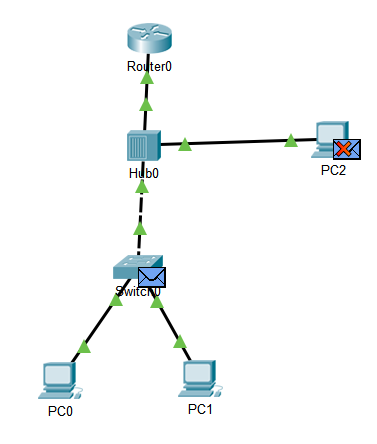 Router0
Hub0
PC2
Switch0
PC0
PC1